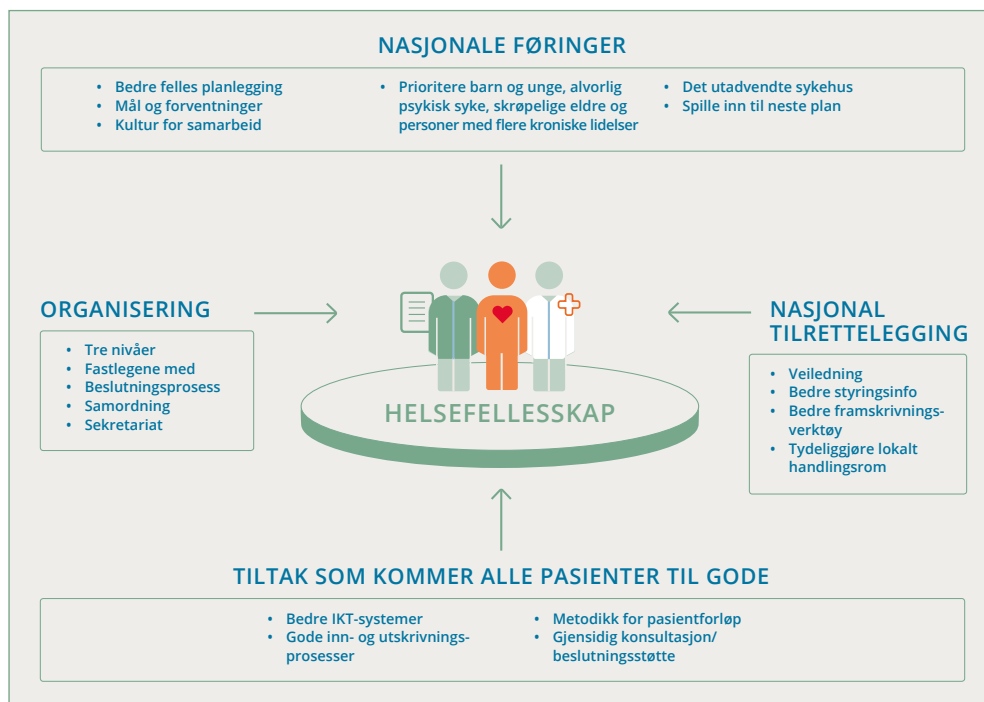 NASJONALE FØRINGER
• Bedre felles planlegging
• Mål og forventninger
• Kultur for samarbeid
• Prioritere barn og unge, alvorlig
psykisk syke, skrøpelige eldre og
personer med flere kroniske lidelser
• Det utadvendte sykehus
• Spille inn til neste plan
ORGANISERING
• Tre nivåer
• Fastlegene med
• Beslutningsprosess
• Samordning
• Sekretariat
HELSEFELLESSKAP
NASJONAL
TILRETTELEGGING
• Veiledning
• Bedre styringsinfo
• Bedre framskrivnings-
verktøy
• Tydeliggjøre lokalt
handlingsrom
TILTAK SOM KOMMER ALLE PASIENTER TIL GODE
• Bedre IKT-systemer
• Gode inn- og utskrivnings-
prosesser
• Metodikk for pasientforløp
• Gjensidig konsultasjon/
beslutningsstøtte